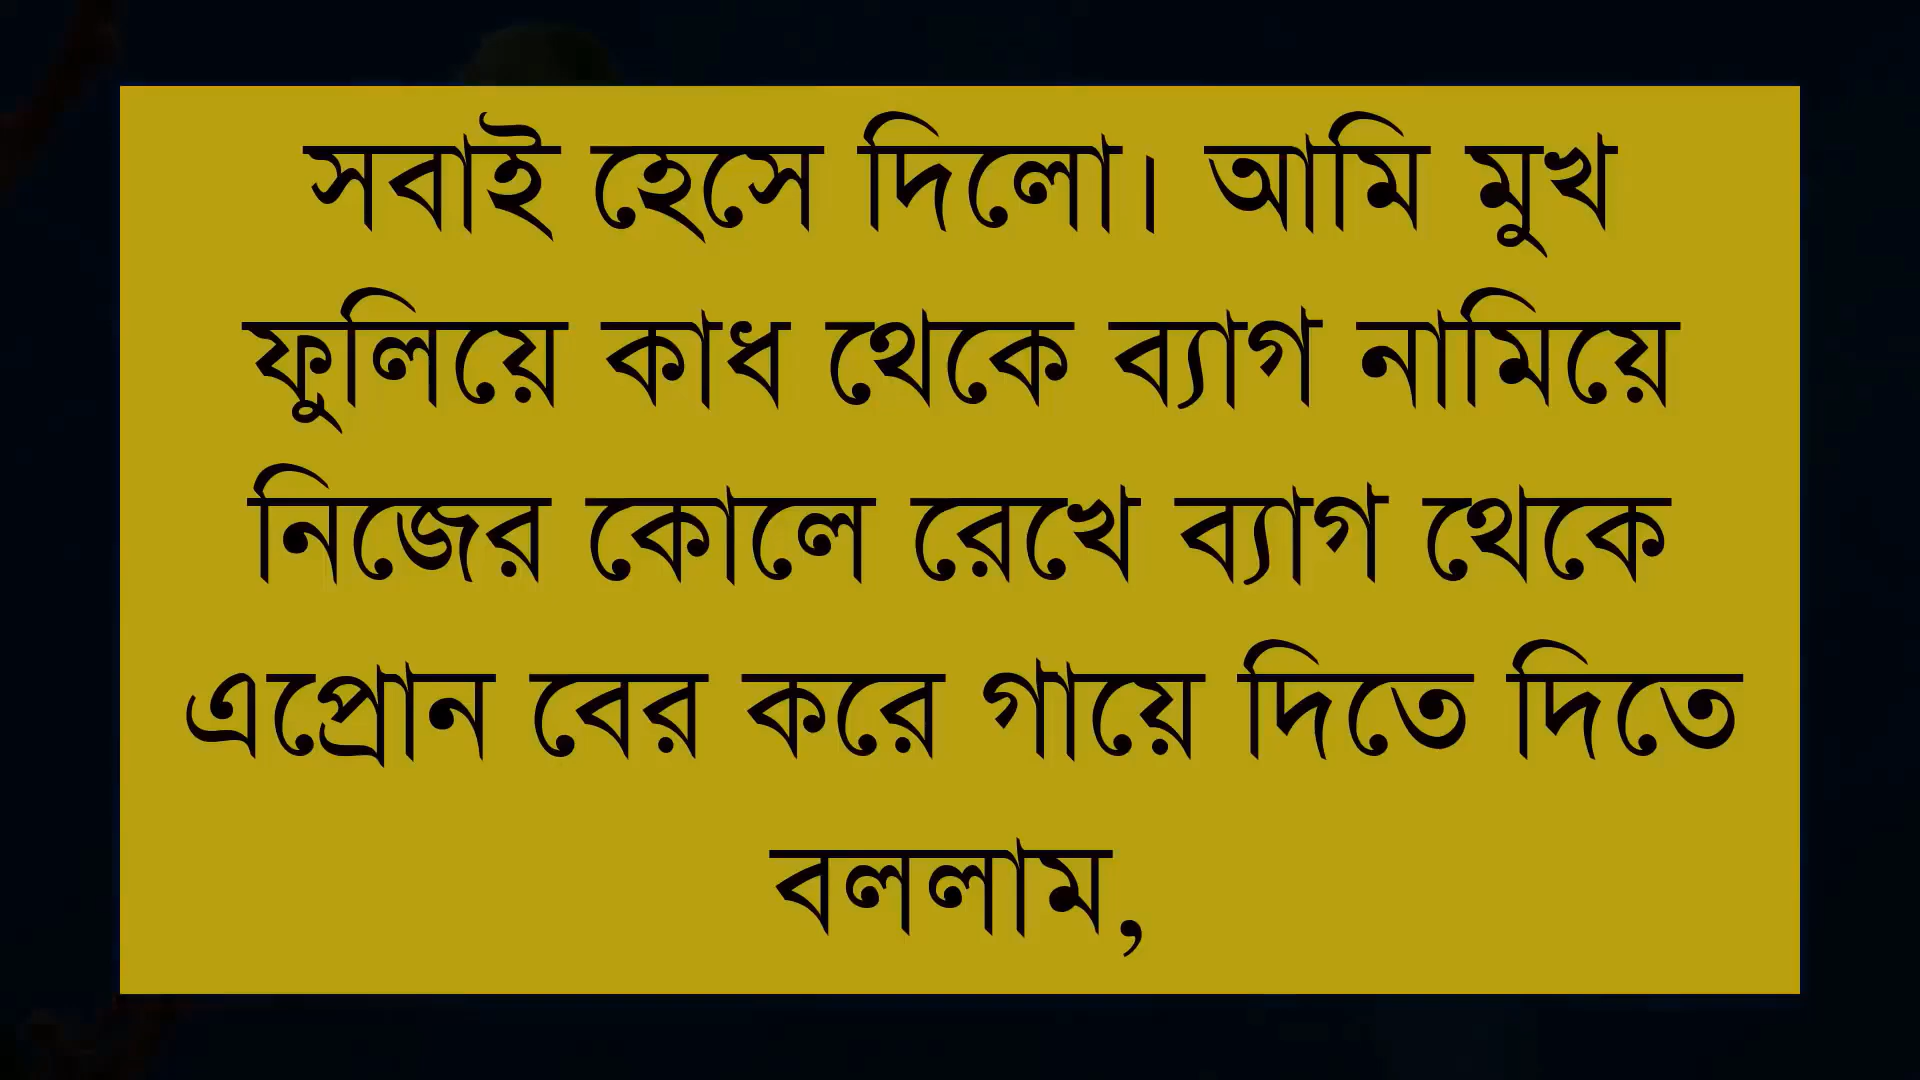 সবাই হেসে দিলো। আমি মুখ
ফুলিয়ে কাধ থেকে ব্যাগ নামিয়ে
নিজের কোলে রেখে ব্যাগ থেকে
এপ্রোন বের করে গায়ে দিতে দিতে
বললাম,